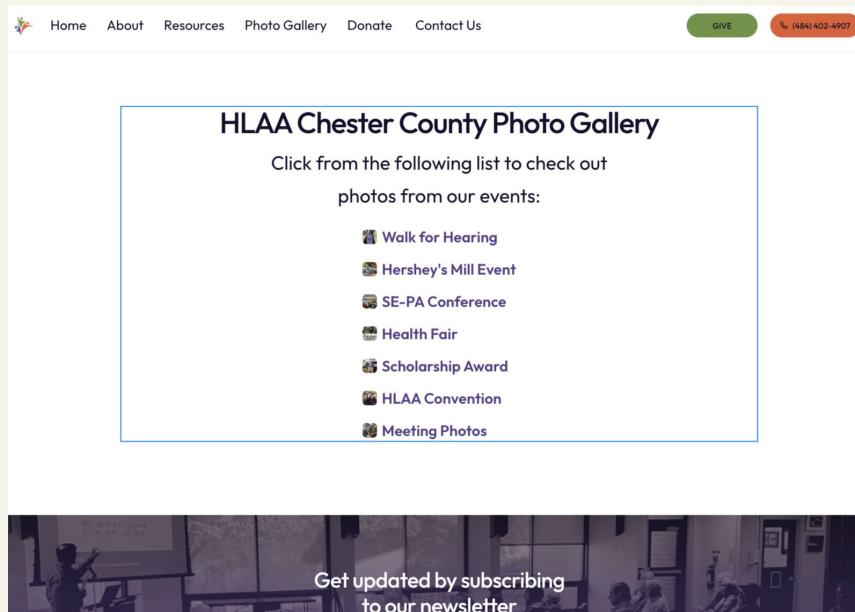 Home About Resources Photo Gallery Donate Contact Us GIVE (484) 402-4907
HLAA Chester County Photo Gallery
Click from the following list to check out
photos from our events:
Walk for Hearing
Hershey's Mill Event
SE-PA Conference
Health Fair
Scholarship Award
HLAA Convention
Meeting Photos
Get updated by subscribing
to our newsletter